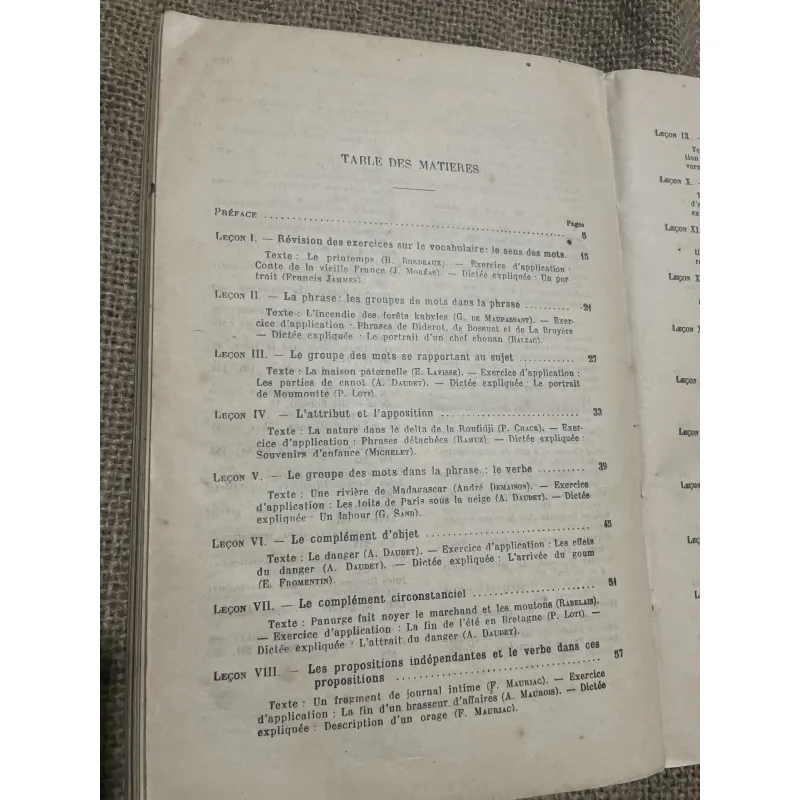 TABLE DES MATIERES
Pages
PRÉFACE ........ 5
LEÇON I. — Révision des exercices sur le vocabulaire : le sens des mots. 15
Texte : Le printemps (H. BORDEAUX). — Exercice d'application :
Conte de la vieille France (J. MORÉAS). — Dictée expliquée : Un por-
trait (Francis JAMMES).
LEÇON II. — La phrase : les groupes de mots dans la phrase .......... 21
Texte : L'incendie des forêts kabyles (G. DE MAUPASSANT). — Exer-
cice d'application : Phrases de Diderot, de Bossuet et de La Bruyère
— Dictée expliquée : Le portrait d'un chef chouan (BALZAC).
LEÇON III. — Le groupe des mots se rapportant au sujet ............ 27
Texte : La maison paternelle (E. LAVISSE). — Exercice d'application :
Les parties de canot (A. DAUDET). — Dictée expliquée : Le portrait
de Moumoutte (P. LOTI).
LEÇON IV. — L'attribut et l'apposition ............................ 33
Texte : La nature dans le delta de la Roufidji (P. CHACK). — Exer-
cice d'application : Phrases détachées (RAMUZ). — Dictée expliquée :
Souvenirs d'enfance (MICHELET).
LEÇON V. — Le groupe des mots dans la phrase : le verbe .......... 39
Texte : Une rivière de Madagascar (André DEMAISON). — Exercice
d'application : Les toits de Paris sous la neige (A. DAUDET). — Dictée
expliquée : Un labour (G. SAND).
LEÇON VI. — Le complément d'objet .............................. 45
Texte : Le danger (A. DAUDET). — Exercice d'application : Les effets
du danger (A. DAUDET). — Dictée expliquée : L'arrivée du goum
(E. FROMENTIN).
LEÇON VII. — Le complément circonstanciel ....................... 51
Texte : Panurge fait noyer le marchand et les moutons (RABELAIS).
— Exercice d'application : La fin de l'été en Bretagne (P. LOTI). —
Dictée expliquée : L'attrait du danger (A. DAUDET).
LEÇON VIII. — Les propositions indépendantes et le verbe dans ces
propositions .................................... 57
Texte : Un fragment de journal intime (F. MAURIAC). — Exercice
d'application : La fin d'un brasseur d'affaires (A. MAUROIS). — Dictée
expliquée : Description d'un orage (F. MAURIAC).
LEÇON IX. —
tion
LEÇON X. —
LEÇON XI.
LEÇON X
LEÇON X
LEÇON
LEÇON
LEÇON
LEÇ
L